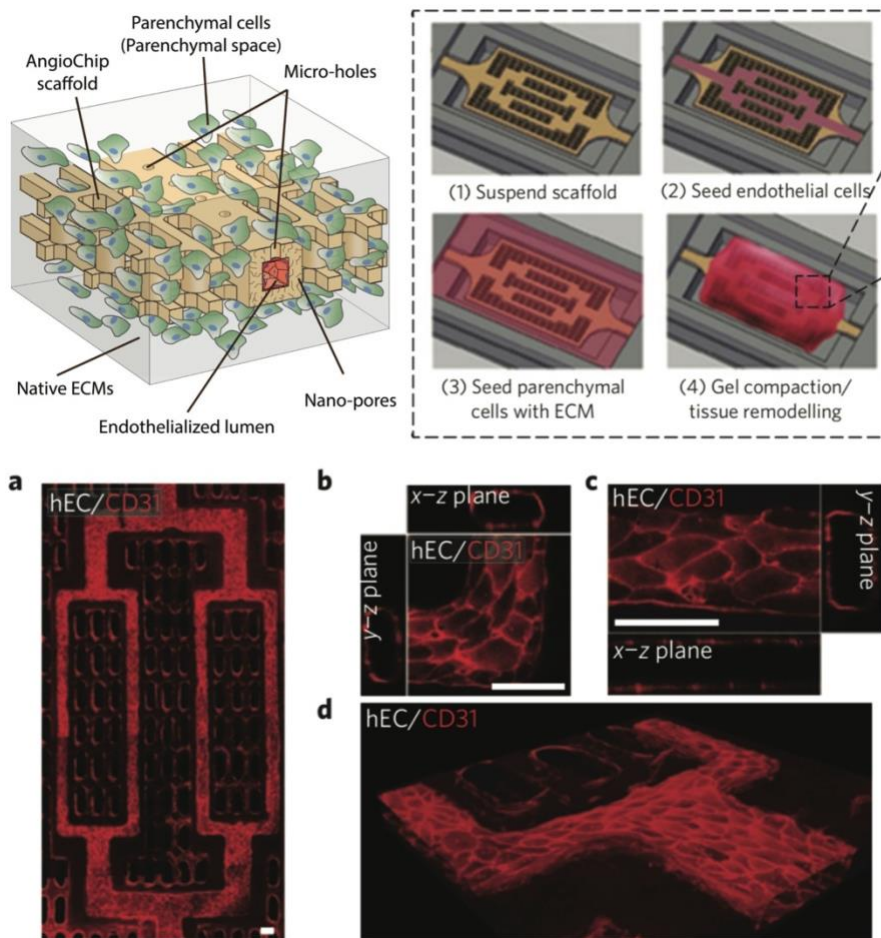 Parenchymal cells
(Parenchymal space)
AngioChip
scaffold
Micro-holes
Native ECMs
Endothelialized lumen
Nano-pores
(1) Suspend scaffold
(2) Seed endothelial cells
(3) Seed parenchymal
cells with ECM
(4) Gel compaction/
tissue remodelling
a
hEC/CD31
b
x–z plane
y–z plane
hEC/CD31
c
hEC/CD31
y–z plane
x–z plane
d
hEC/CD31